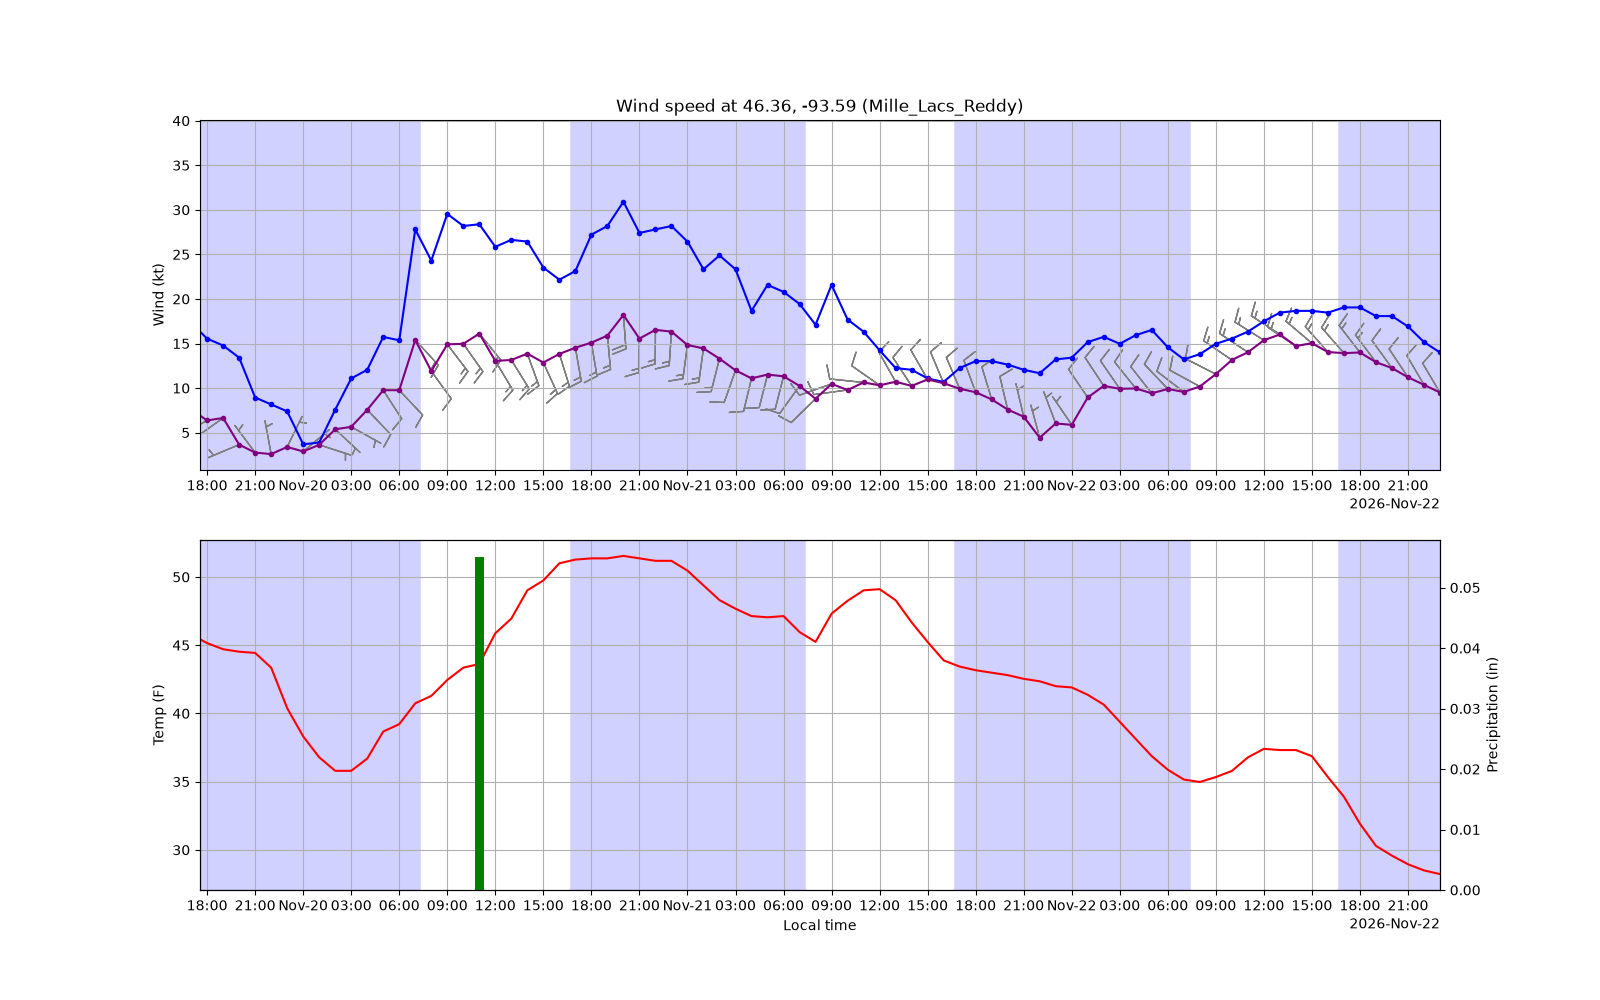 Wind speed at 46.36, -93.59 (Mille_Lacs_Reddy)
40
35
30
25
20
15
10
5
Wind (kt)
18:00 21:00 Nov-20 03:00 06:00 09:00 12:00 15:00 18:00 21:00 Nov-21 03:00 06:00 09:00 12:00 15:00 18:00 21:00 Nov-22 03:00 06:00 09:00 12:00 15:00 18:00 21:00
2026-Nov-22
50
45
40
35
30
Temp (F)
0.05
0.04
0.03
0.02
0.01
0.00
Precipitation (in)
18:00 21:00 Nov-20 03:00 06:00 09:00 12:00 15:00 18:00 21:00 Nov-21 03:00 06:00 09:00 12:00 15:00 18:00 21:00 Nov-22 03:00 06:00 09:00 12:00 15:00 18:00 21:00
Local time
2026-Nov-22